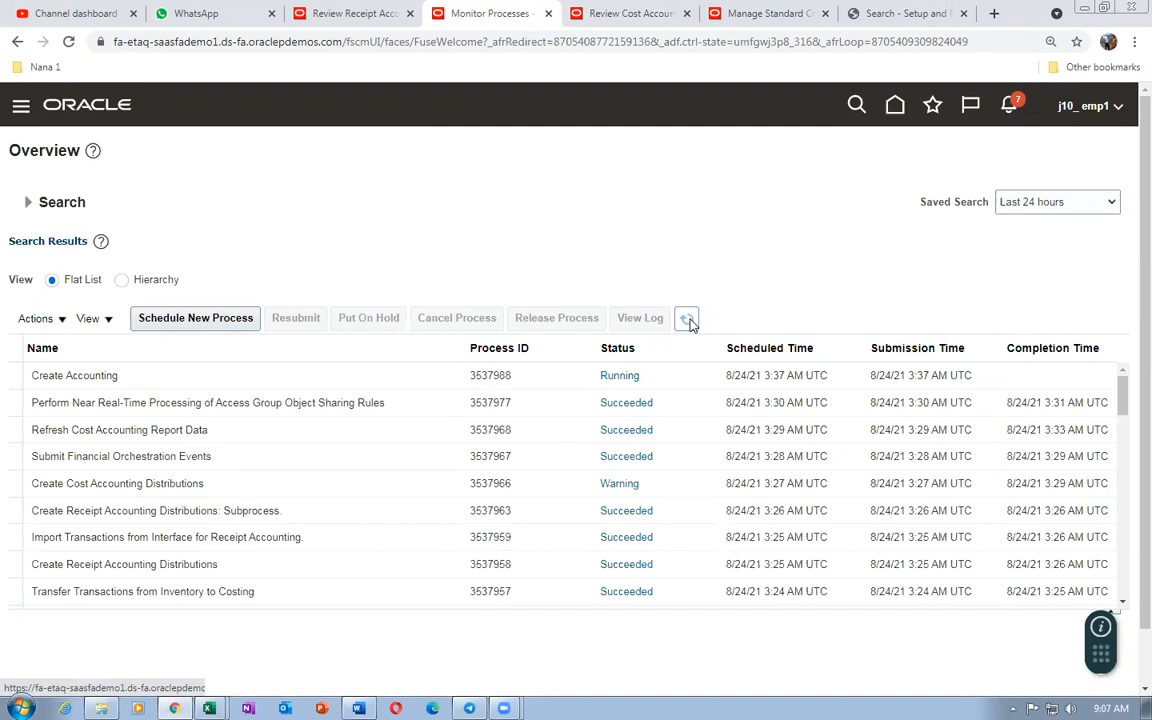 Channel dashboard
WhatsApp
Review Receipt Acco
Monitor Processes -
Review Cost Accoun
Manage Standard C
Search - Setup and
fa-etaq-saasfademo1.ds-fa.oraclepdemos.com/fscmUI/faces/FuseWelcome?_afrRedirect=8705408772159136&_adf.ctrl-state=umfgwj3p8_316&_afrLoop=8705409309824049
Nana 1
Other bookmarks
ORACLE
7
j10_ emp1
Overview
Search
Saved Search
Last 24 hours
Search Results
View
Flat List
Hierarchy
Actions
View
Schedule New Process
Resubmit
Put On Hold
Cancel Process
Release Process
View Log
Name Process ID Status Scheduled Time Submission Time Completion Time
Create Accounting 3537988 Running 8/24/21 3:37 AM UTC 8/24/21 3:37 AM UTC
Perform Near Real-Time Processing of Access Group Object Sharing Rules 3537977 Succeeded 8/24/21 3:30 AM UTC 8/24/21 3:30 AM UTC 8/24/21 3:31 AM UTC
Refresh Cost Accounting Report Data 3537968 Succeeded 8/24/21 3:29 AM UTC 8/24/21 3:29 AM UTC 8/24/21 3:33 AM UTC
Submit Financial Orchestration Events 3537967 Succeeded 8/24/21 3:28 AM UTC 8/24/21 3:28 AM UTC 8/24/21 3:29 AM UTC
Create Cost Accounting Distributions 3537966 Warning 8/24/21 3:27 AM UTC 8/24/21 3:27 AM UTC 8/24/21 3:29 AM UTC
Create Receipt Accounting Distributions: Subprocess. 3537963 Succeeded 8/24/21 3:26 AM UTC 8/24/21 3:26 AM UTC 8/24/21 3:26 AM UTC
Import Transactions from Interface for Receipt Accounting. 3537959 Succeeded 8/24/21 3:25 AM UTC 8/24/21 3:25 AM UTC 8/24/21 3:26 AM UTC
Create Receipt Accounting Distributions 3537958 Succeeded 8/24/21 3:25 AM UTC 8/24/21 3:25 AM UTC 8/24/21 3:26 AM UTC
Transfer Transactions from Inventory to Costing 3537957 Succeeded 8/24/21 3:24 AM UTC 8/24/21 3:24 AM UTC 8/24/21 3:25 AM UTC
https://fa-etaq-saasfademo1.ds-fa.oraclepdemo
9:07 AM